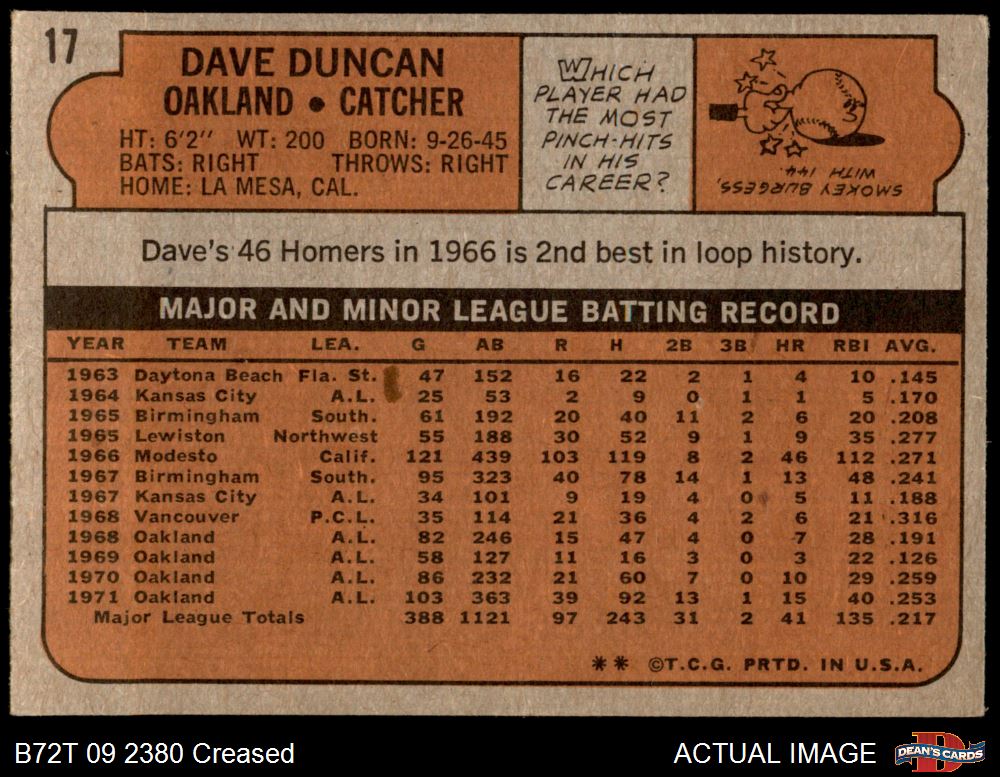 17
DAVE DUNCAN
OAKLAND • CATCHER
HT: 6'2" WT: 200 BORN: 9-26-45
BATS: RIGHT THROWS: RIGHT
HOME: LA MESA, CAL.
WHICH
PLAYER HAD
THE MOST
PINCH-HITS
IN HIS
CAREER?
SMOKEY BURGESS,
WITH 144.
Dave's 46 Homers in 1966 is 2nd best in loop history.
MAJOR AND MINOR LEAGUE BATTING RECORD
YEAR TEAM LEA. G AB R H 2B 3B HR RBI AVG.
1963 Daytona Beach Fla. St. 47 152 16 22 2 1 4 10 .145
1964 Kansas City A.L. 25 53 2 9 0 1 1 5 .170
1965 Birmingham South. 61 192 20 40 11 2 6 20 .208
1965 Lewiston Northwest 55 188 30 52 9 1 9 35 .277
1966 Modesto Calif. 121 439 103 119 8 2 46 112 .271
1967 Birmingham South. 95 323 40 78 14 1 13 48 .241
1967 Kansas City A.L. 34 101 9 19 4 0 5 11 .188
1968 Vancouver P.C.L. 35 114 21 36 4 2 6 21 .316
1968 Oakland A.L. 82 246 15 47 4 0 7 28 .191
1969 Oakland A.L. 58 127 11 16 3 0 3 22 .126
1970 Oakland A.L. 86 232 21 60 7 0 10 29 .259
1971 Oakland A.L. 103 363 39 92 13 1 15 40 .253
Major League Totals 388 1121 97 243 31 2 41 135 .217
** ©T.C.G. PRTD. IN U.S.A.
B72T 09 2380 Creased
ACTUAL IMAGE
DEAN'S CARDS